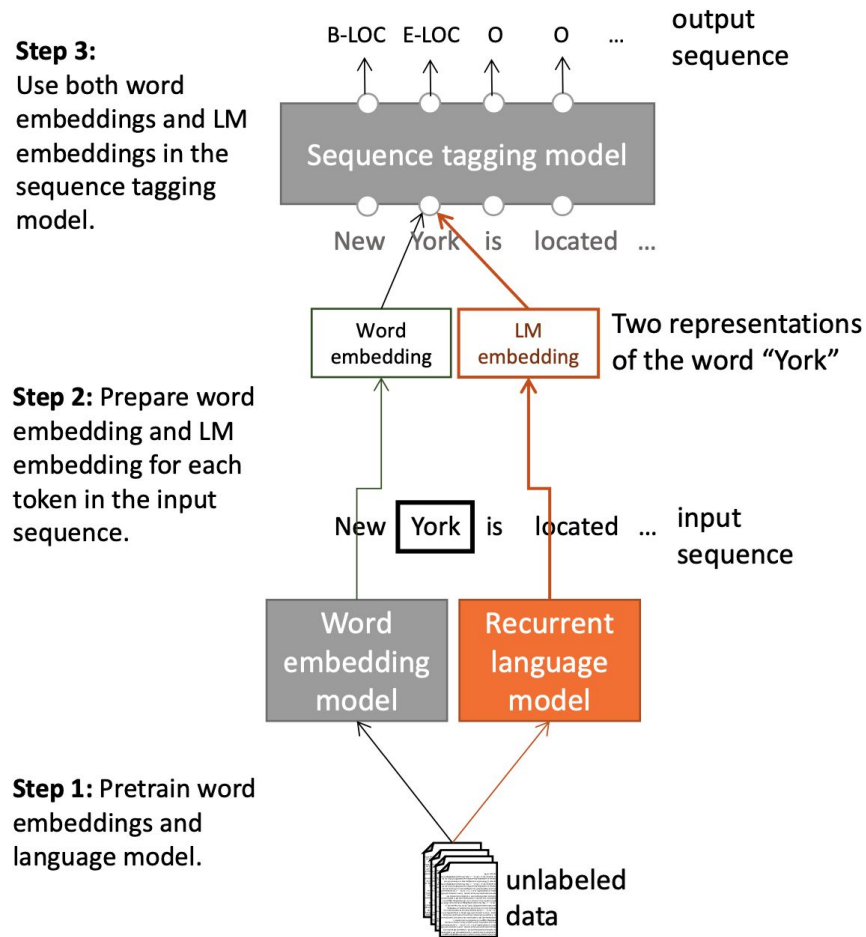 B-LOC E-LOC O O ...
output
sequence
Step 3:
Use both word
embeddings and LM
embeddings in the
sequence tagging
model.
Sequence tagging model
New York is located ...
Word
embedding
LM
embedding
Two representations
of the word “York”
Step 2: Prepare word
embedding and LM
embedding for each
token in the input
sequence.
New York is located ...
input
sequence
Word
embedding
model
Recurrent
language
model
Step 1: Pretrain word
embeddings and
language model.
unlabeled
data